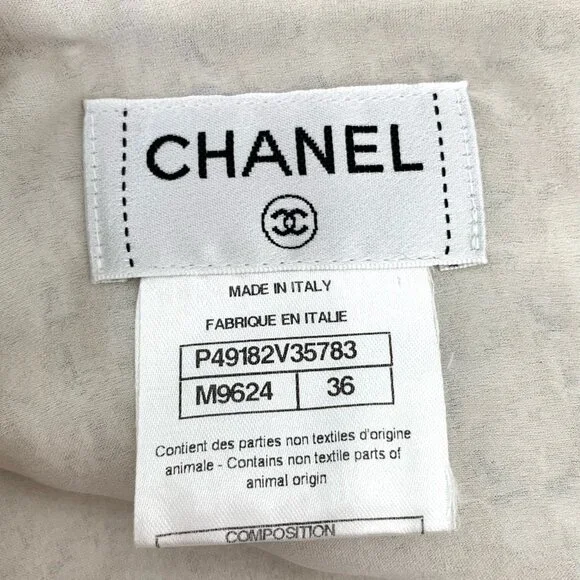 CHANEL
MADE IN ITALY
FABRIQUE EN ITALIE
P49182V35783
M9624 36
Contient des parties non textiles d'origine
animale - Contains non textile parts of
animal origin
COMPOSITION